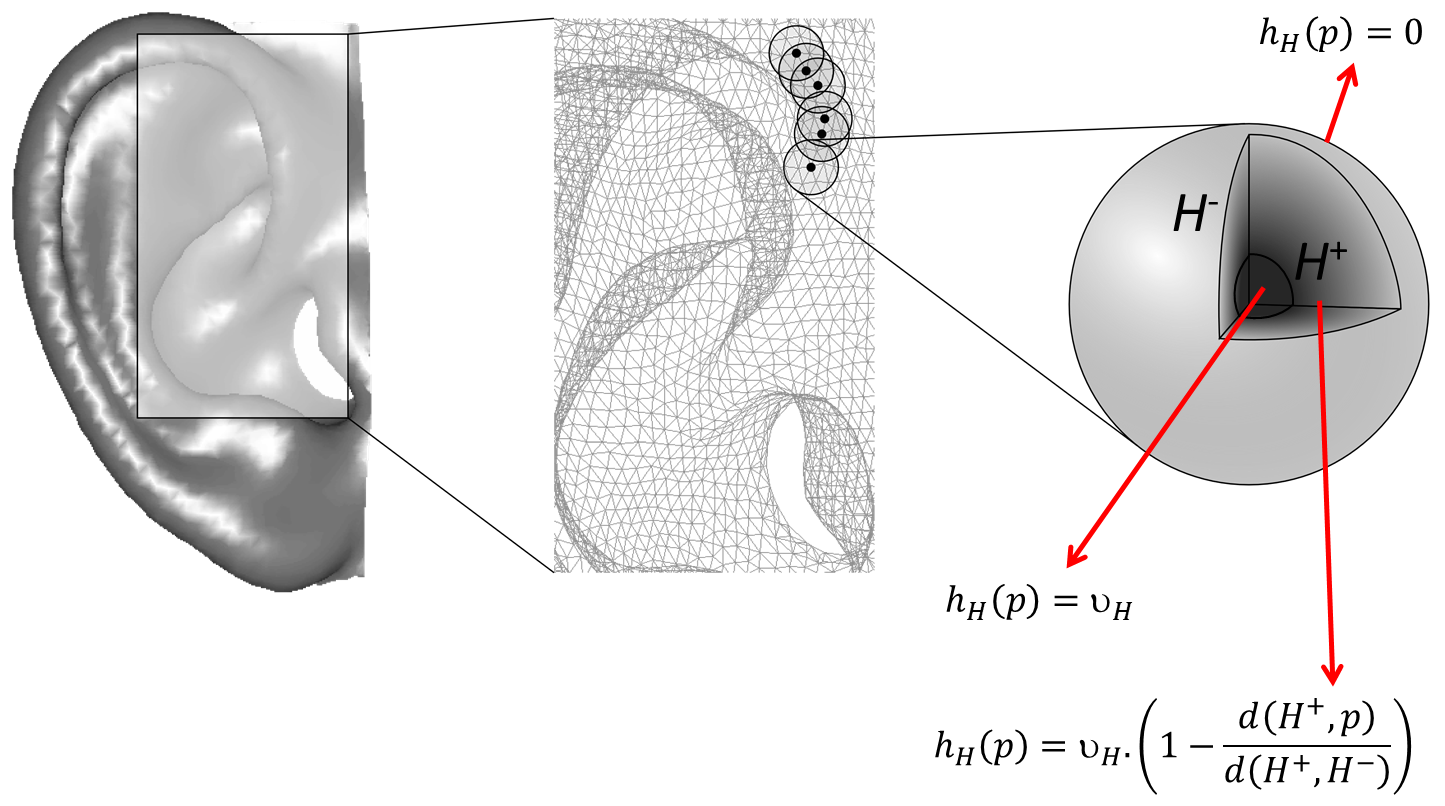 h_H(p) = 0
H⁻
H⁺
h_H(p) = υ_H
h_H(p) = υ_H.(1 − d(H⁺,p)/d(H⁺,H⁻))